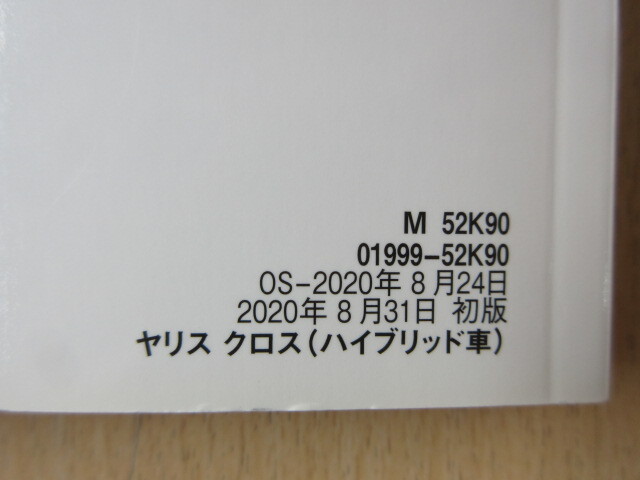 M 52K90
01999-52K90
OS-2020年 8 月24日
2020年 8 月31日 初版
ヤリス クロス(ハイブリッド車)